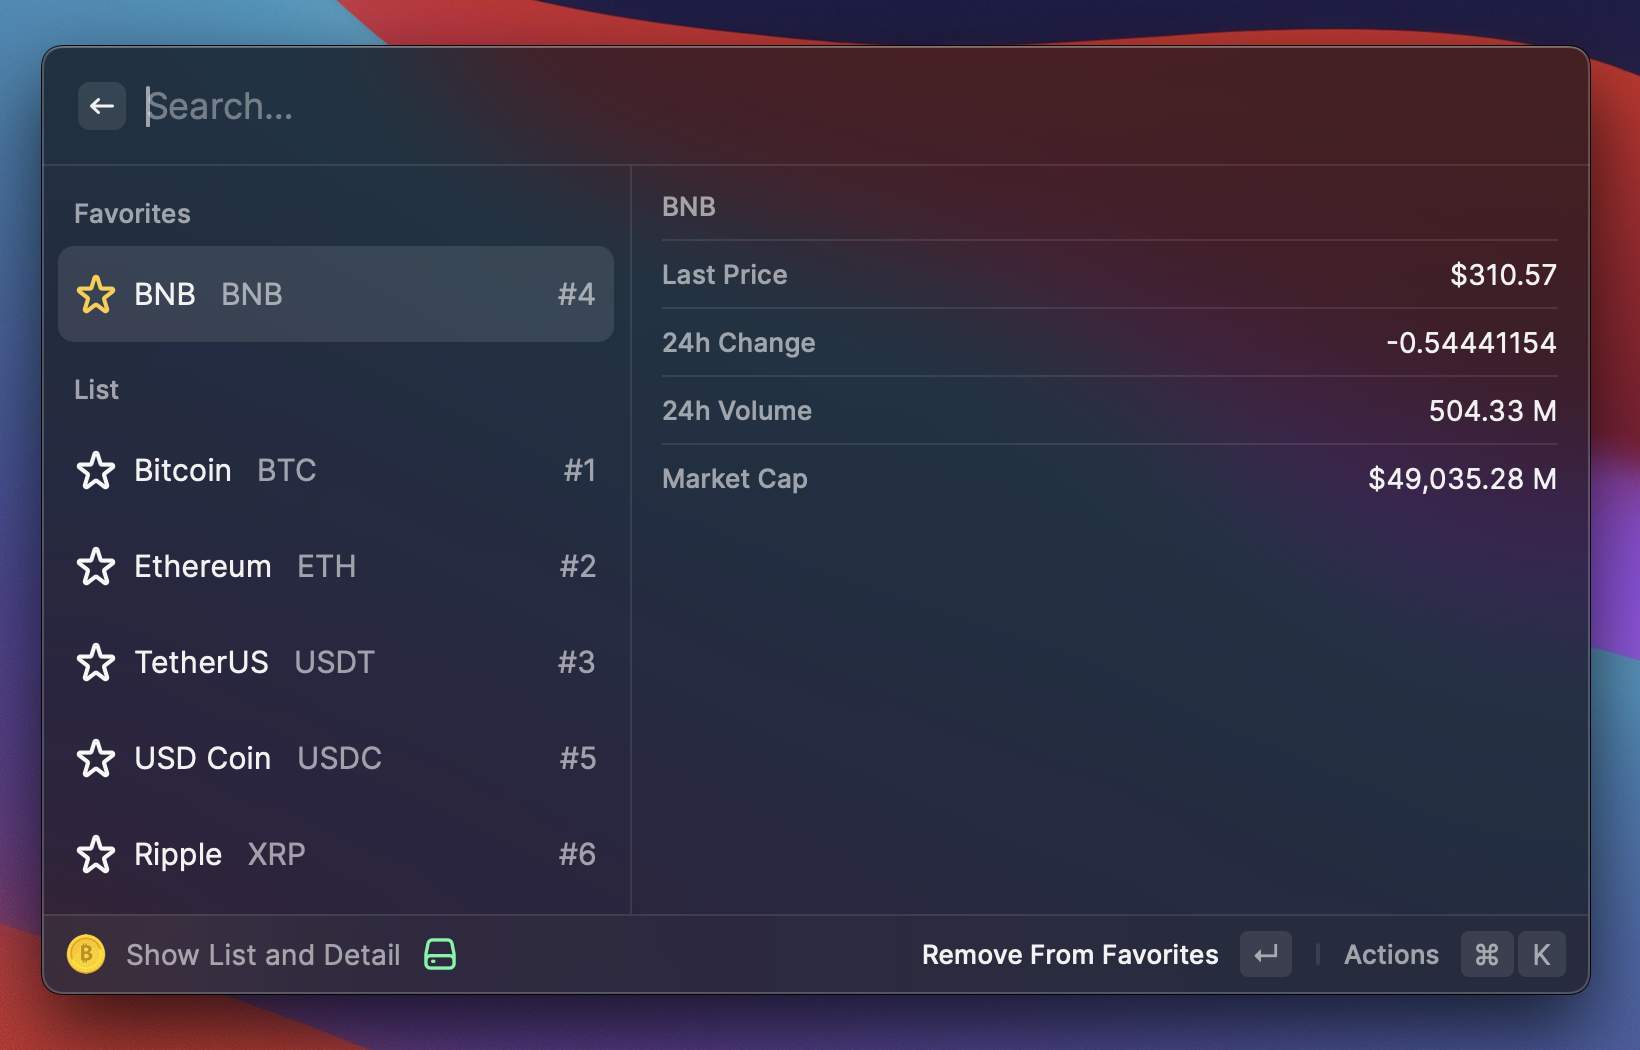 Search...
Favorites
BNB BNB #4
List
Bitcoin BTC #1
Ethereum ETH #2
TetherUS USDT #3
USD Coin USDC #5
Ripple XRP #6
BNB
Last Price $310.57
24h Change -0.54441154
24h Volume 504.33 M
Market Cap $49,035.28 M
Show List and Detail
Remove From Favorites ↵ Actions ⌘ K